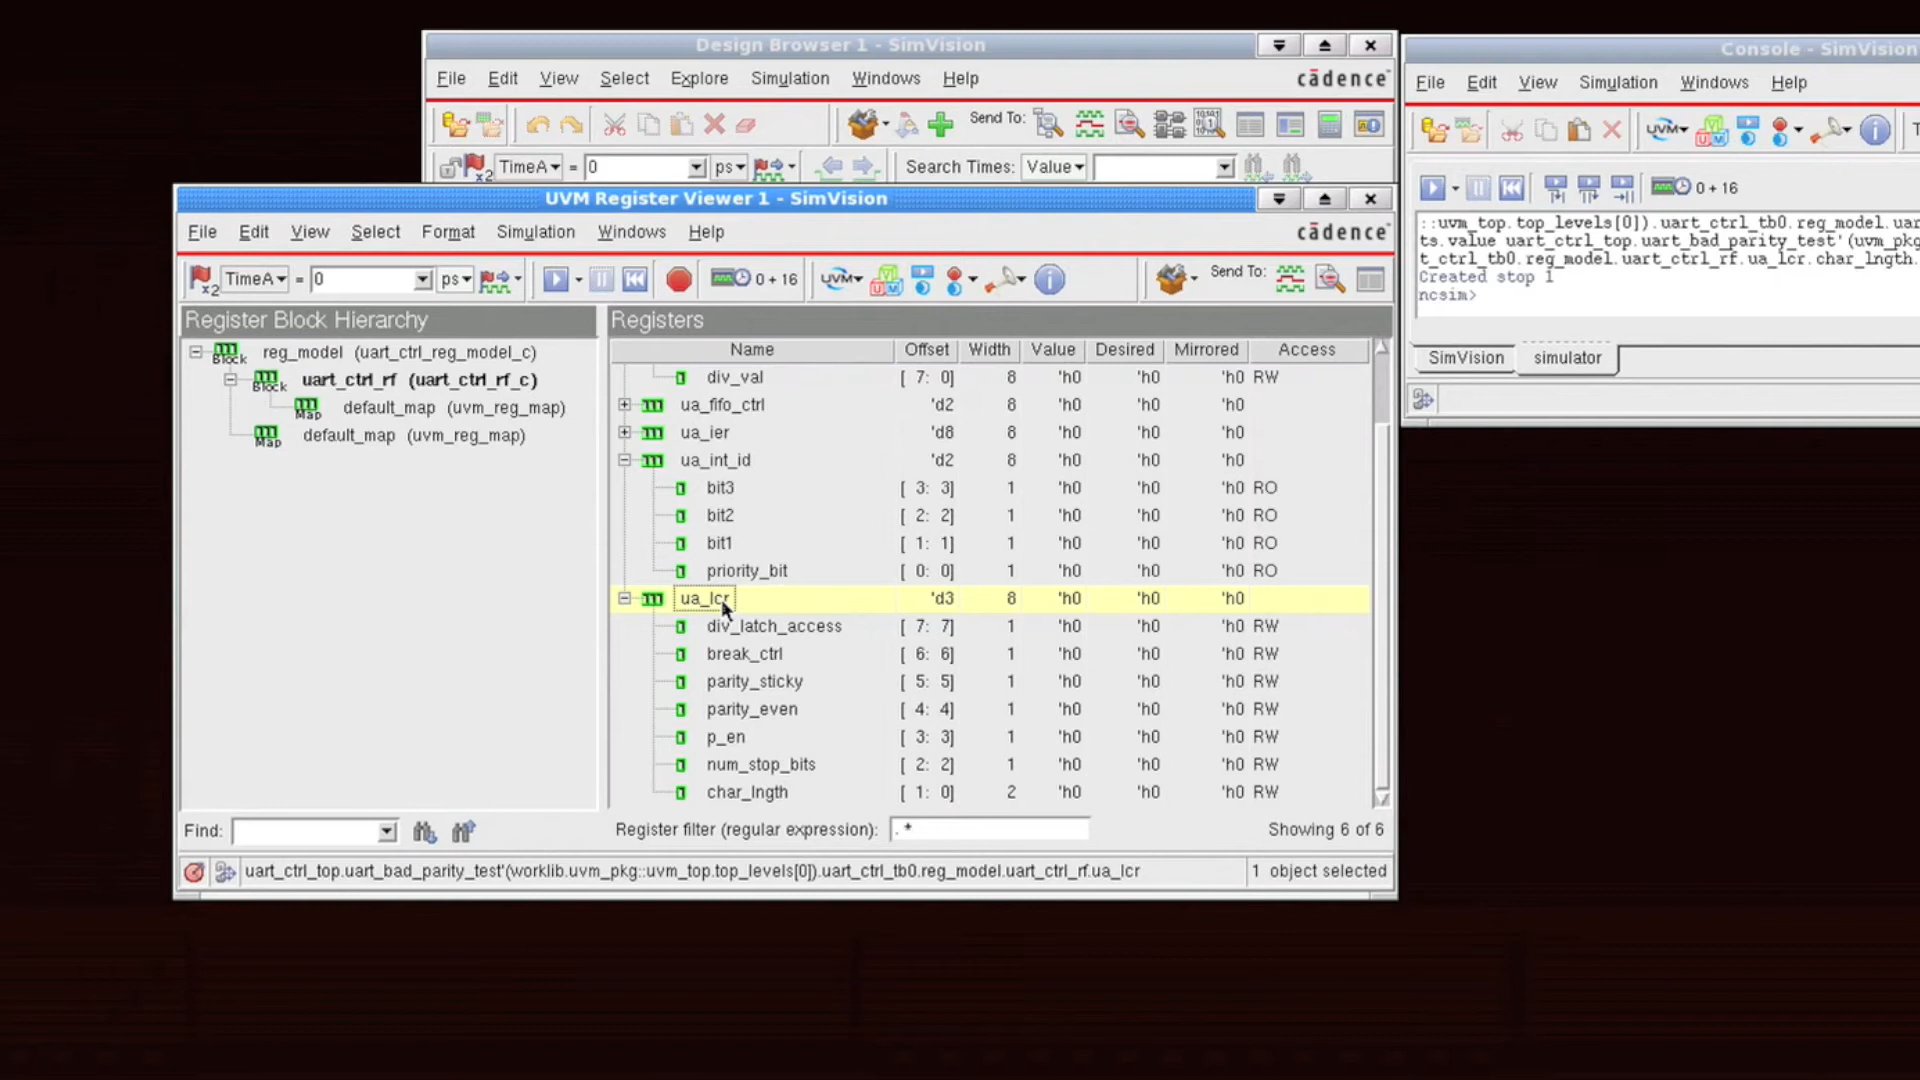 Design Browser 1 - SimVision
File Edit View Select Explore Simulation Windows Help cādence
Send To:
TimeA = 0 ps Search Times: Value
Console - SimVision
File Edit View Simulation Windows Help
UVM
0 + 16
::uvm_top.top_levels[0]).uart_ctrl_tb0.reg_model.uar
ts.value uart_ctrl_top.uart_bad_parity_test'(uvm_pkg
t_ctrl_tb0.reg_model.uart_ctrl_rf.ua_lcr.char_lngth.
Created stop 1
ncsim>
SimVision simulator
UVM Register Viewer 1 - SimVision
File Edit View Select Format Simulation Windows Help cādence
TimeA = 0 ps 0 + 16 UVM Send To:
Register Block Hierarchy
Block reg_model (uart_ctrl_reg_model_c)
Block uart_ctrl_rf (uart_ctrl_rf_c)
Map default_map (uvm_reg_map)
Map default_map (uvm_reg_map)
Registers
Name Offset Width Value Desired Mirrored Access
div_val [ 7: 0] 8 'h0 'h0 'h0 RW
ua_fifo_ctrl 'd2 8 'h0 'h0 'h0
ua_ier 'd8 8 'h0 'h0 'h0
ua_int_id 'd2 8 'h0 'h0 'h0
bit3 [ 3: 3] 1 'h0 'h0 'h0 RO
bit2 [ 2: 2] 1 'h0 'h0 'h0 RO
bit1 [ 1: 1] 1 'h0 'h0 'h0 RO
priority_bit [ 0: 0] 1 'h0 'h0 'h0 RO
ua_lcr 'd3 8 'h0 'h0 'h0
div_latch_access [ 7: 7] 1 'h0 'h0 'h0 RW
break_ctrl [ 6: 6] 1 'h0 'h0 'h0 RW
parity_sticky [ 5: 5] 1 'h0 'h0 'h0 RW
parity_even [ 4: 4] 1 'h0 'h0 'h0 RW
p_en [ 3: 3] 1 'h0 'h0 'h0 RW
num_stop_bits [ 2: 2] 1 'h0 'h0 'h0 RW
char_lngth [ 1: 0] 2 'h0 'h0 'h0 RW
Find: Register filter (regular expression): .* Showing 6 of 6
uart_ctrl_top.uart_bad_parity_test'(worklib.uvm_pkg::uvm_top.top_levels[0]).uart_ctrl_tb0.reg_model.uart_ctrl_rf.ua_lcr 1 object selected